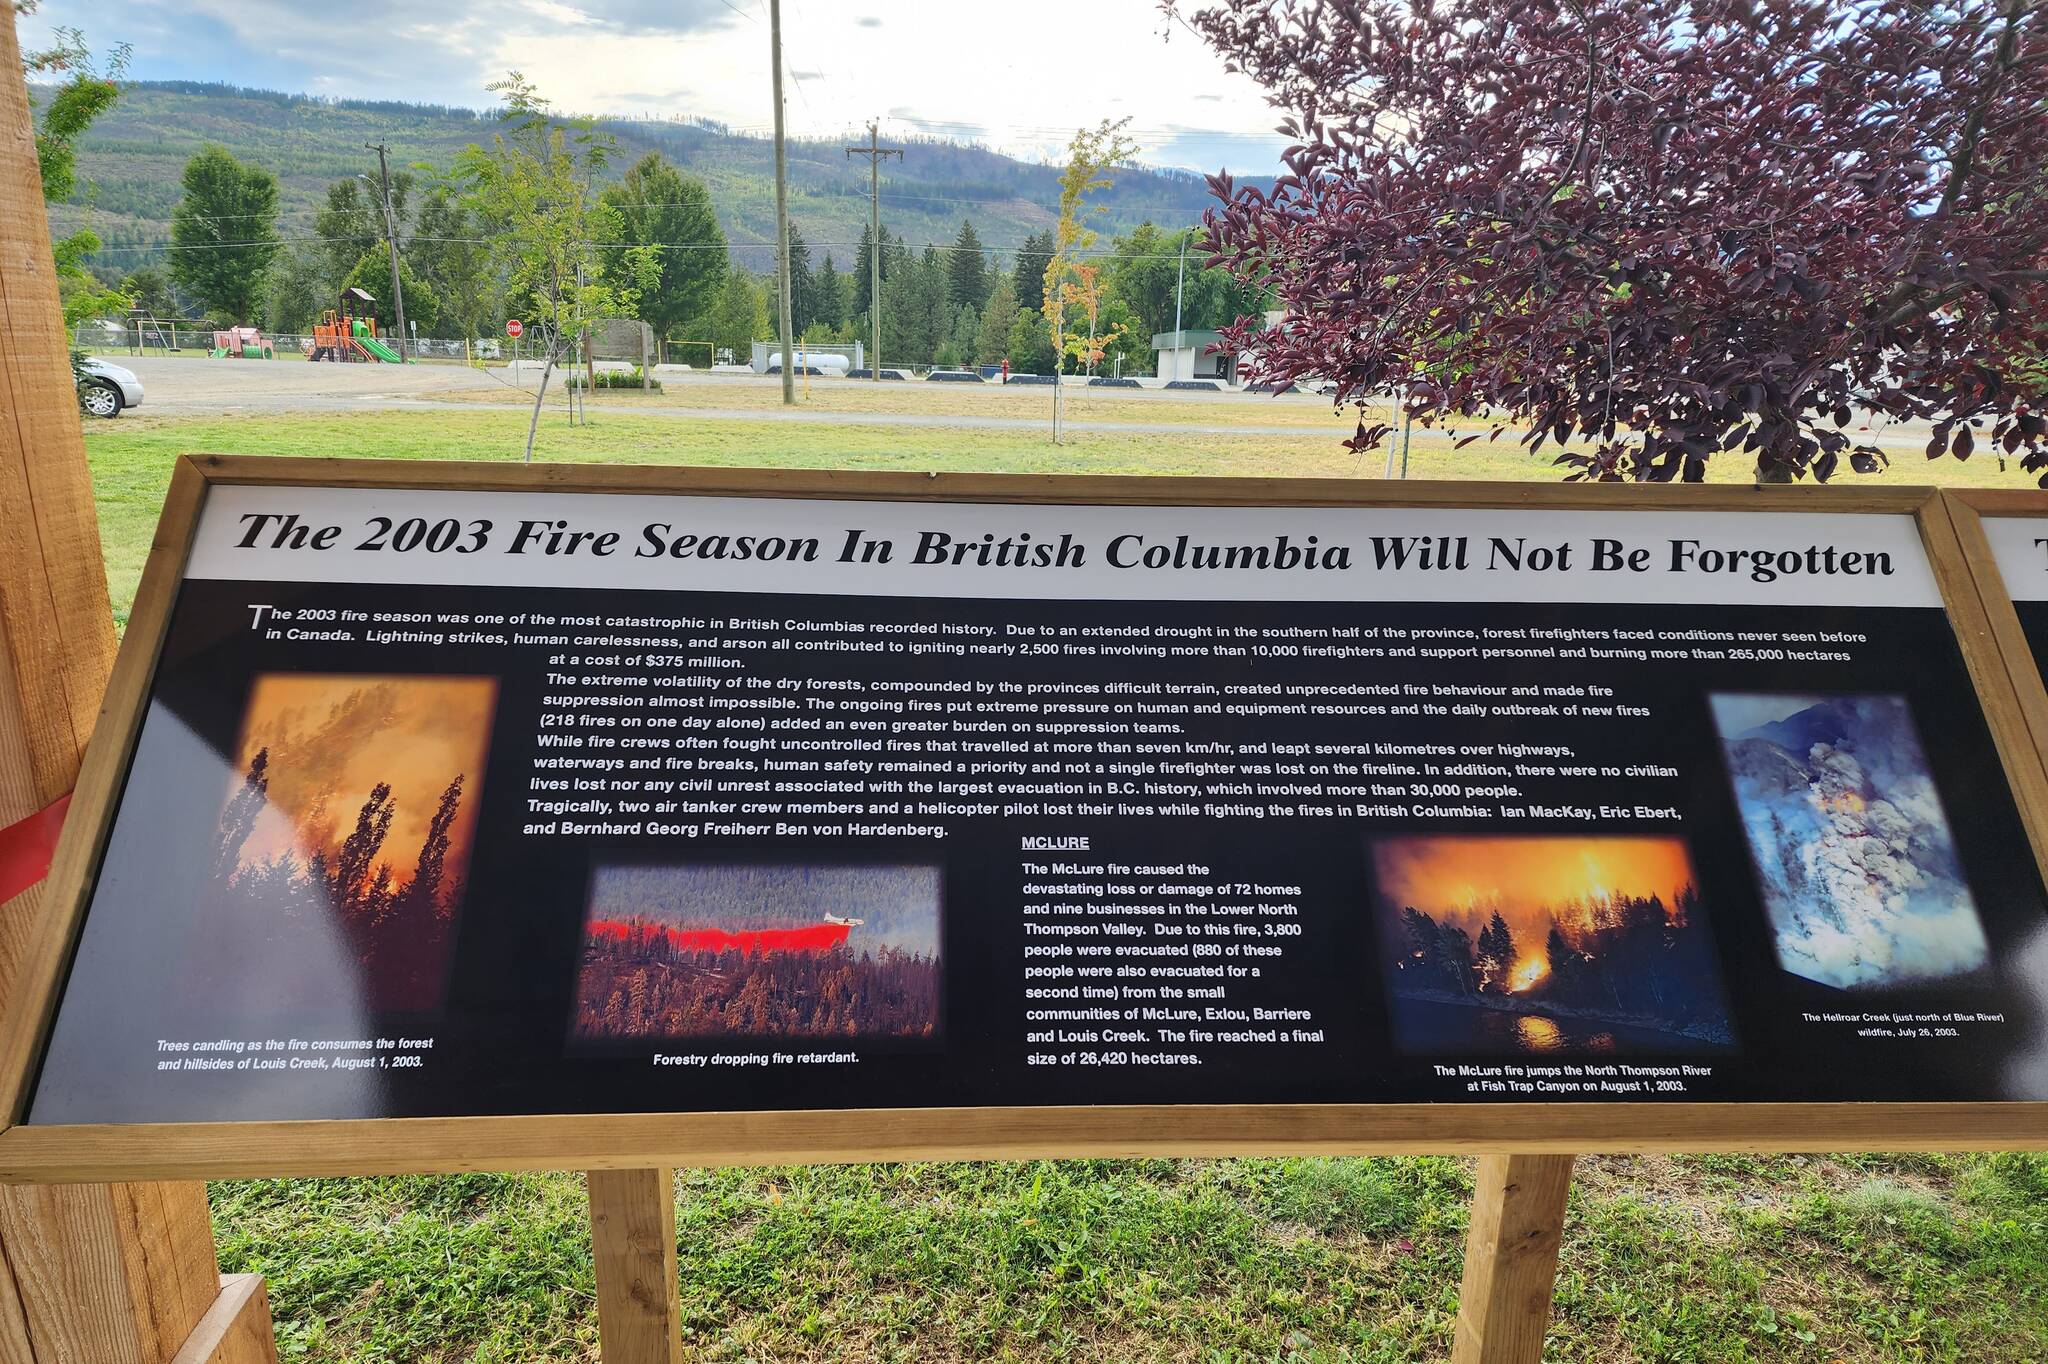 STOP
The 2003 Fire Season In British Columbia Will Not Be Forgotten
The 2003 fire season was one of the most catastrophic in British Columbias recorded history. Due to an extended drought in the southern half of the province, forest firefighters faced conditions never seen before
in Canada. Lightning strikes, human carelessness, and arson all contributed to igniting nearly 2,500 fires involving more than 10,000 firefighters and support personnel and burning more than 265,000 hectares
at a cost of $375 million.
The extreme volatility of the dry forests, compounded by the provinces difficult terrain, created unprecedented fire behaviour and made fire
suppression almost impossible. The ongoing fires put extreme pressure on human and equipment resources and the daily outbreak of new fires
(218 fires on one day alone) added an even greater burden on suppression teams.
While fire crews often fought uncontrolled fires that travelled at more than seven km/hr, and leapt several kilometres over highways,
waterways and fire breaks, human safety remained a priority and not a single firefighter was lost on the fireline. In addition, there were no civilian
lives lost nor any civil unrest associated with the largest evacuation in B.C. history, which involved more than 30,000 people.
Tragically, two air tanker crew members and a helicopter pilot lost their lives while fighting the fires in British Columbia: Ian MacKay, Eric Ebert,
and Bernhard Georg Freiherr Ben von Hardenberg.
Trees candling as the fire consumes the forest
and hillsides of Louis Creek, August 1, 2003.
Forestry dropping fire retardant.
MCLURE
The McLure fire caused the
devastating loss or damage of 72 homes
and nine businesses in the Lower North
Thompson Valley. Due to this fire, 3,800
people were evacuated (880 of these
people were also evacuated for a
second time) from the small
communities of McLure, Exlou, Barriere
and Louis Creek. The fire reached a final
size of 26,420 hectares.
The McLure fire jumps the North Thompson River
at Fish Trap Canyon on August 1, 2003.
The Hellroar Creek (just north of Blue River)
wildfire, July 26, 2003.